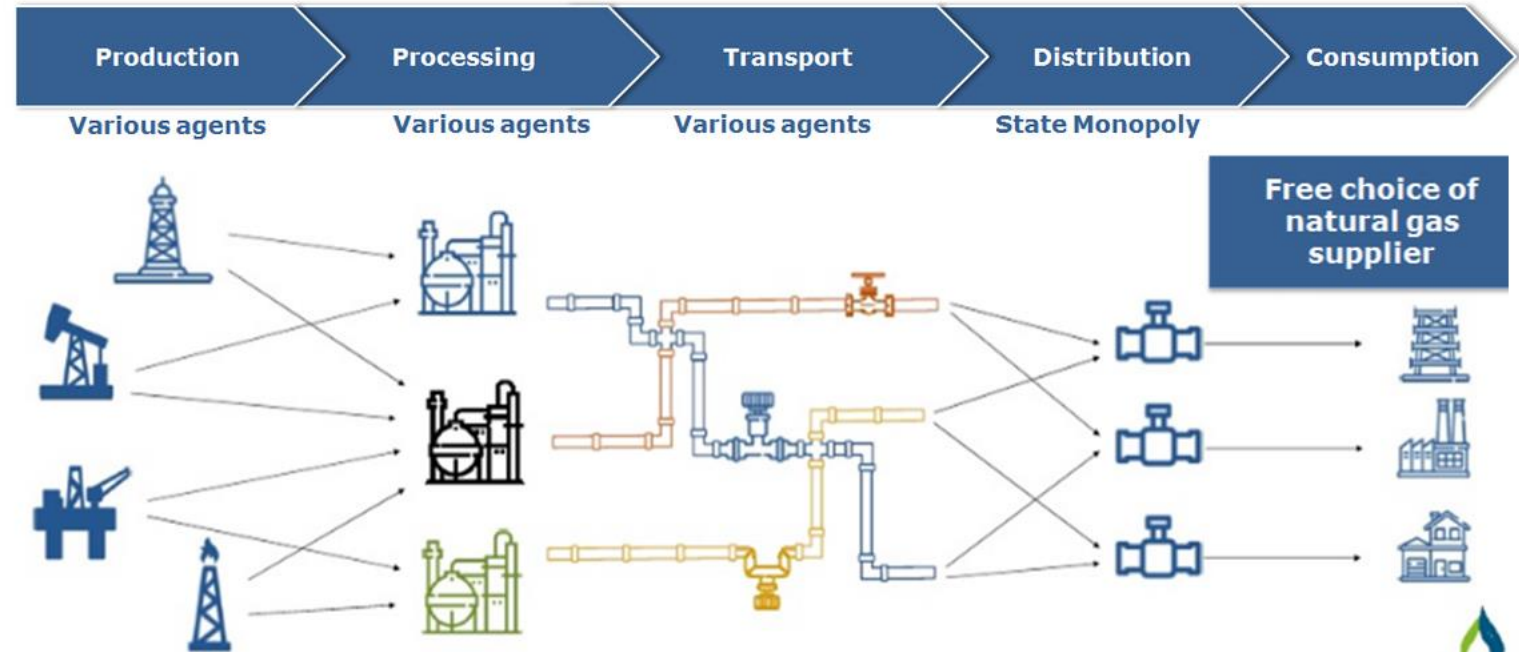 Production
Processing
Transport
Distribution
Consumption
Various agents
Various agents
Various agents
State Monopoly
Free choice of
natural gas
supplier